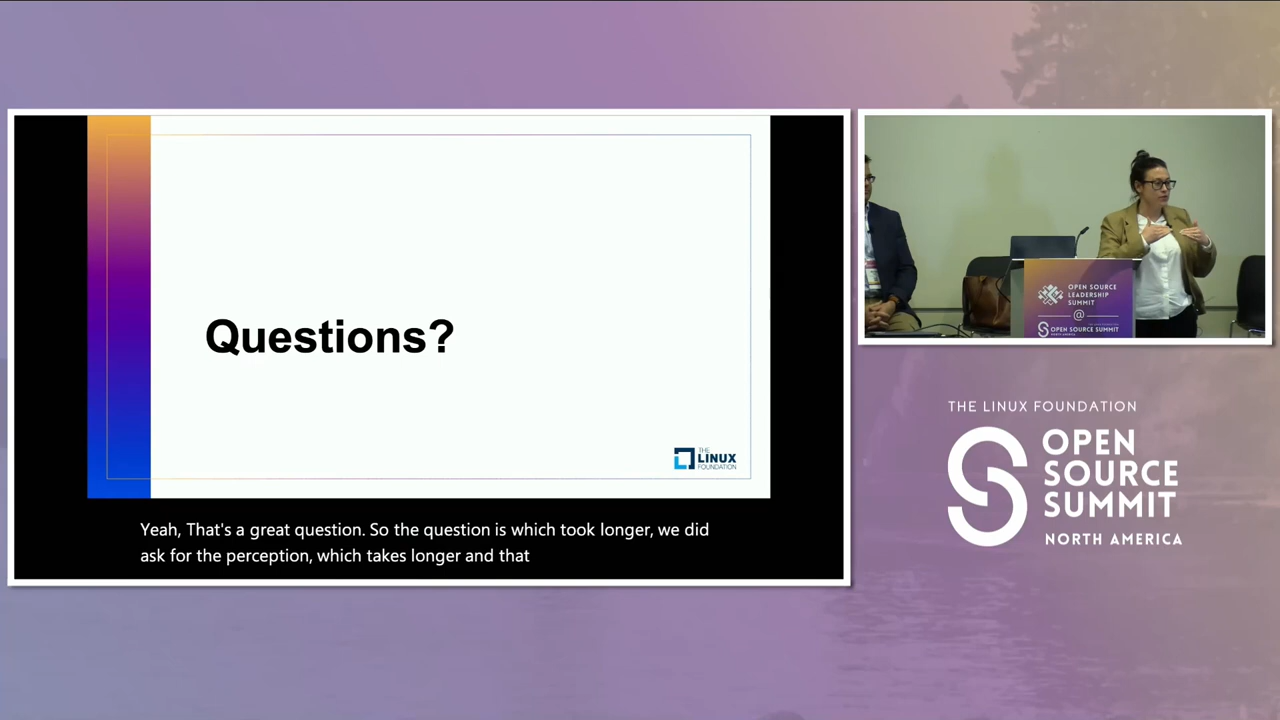 Questions?
THE
LINUX
FOUNDATION
Yeah, That's a great question. So the question is which took longer, we did
ask for the perception, which takes longer and that
OPEN SOURCE
LEADERSHIP
SUMMIT
@
OPEN SOURCE SUMMIT
NORTH AMERICA
THE LINUX FOUNDATION
OPEN
SOURCE
SUMMIT
NORTH AMERICA